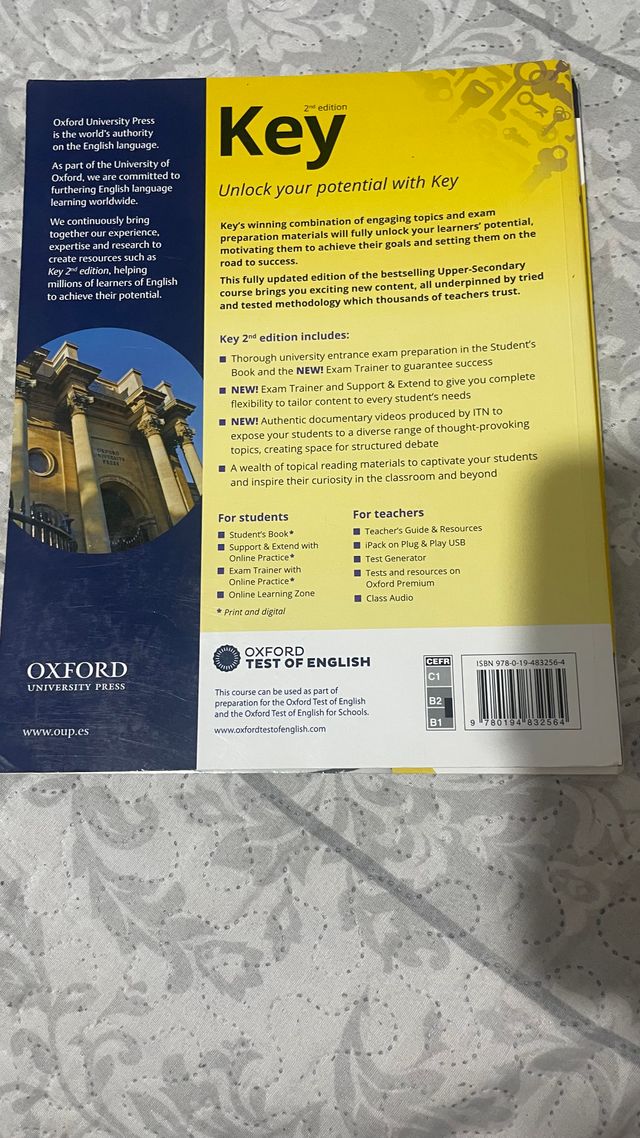 Oxford University Press
is the world's authority
on the English language.
As part of the University of
Oxford, we are committed to
furthering English language
learning worldwide.
We continuously bring
together our experience,
expertise and research to
create resources such as
Key 2nd edition, helping
millions of learners of English
to achieve their potential.
OXFORD
UNIVERSITY
PRESS
OXFORD
UNIVERSITY PRESS
www.oup.es
2nd edition
Key
Unlock your potential with Key
Key's winning combination of engaging topics and exam
preparation materials will fully unlock your learners' potential,
motivating them to achieve their goals and setting them on the
road to success.
This fully updated edition of the bestselling Upper-Secondary
course brings you exciting new content, all underpinned by tried
and tested methodology which thousands of teachers trust.
Key 2nd edition includes:
■ Thorough university entrance exam preparation in the Student's
Book and the NEW! Exam Trainer to guarantee success
■ NEW! Exam Trainer and Support & Extend to give you complete
flexibility to tailor content to every student's needs
■ NEW! Authentic documentary videos produced by ITN to
expose your students to a diverse range of thought-provoking
topics, creating space for structured debate
■ A wealth of topical reading materials to captivate your students
and inspire their curiosity in the classroom and beyond
For students
■ Student's Book*
■ Support & Extend with
Online Practice*
■ Exam Trainer with
Online Practice*
■ Online Learning Zone
* Print and digital
For teachers
■ Teacher's Guide & Resources
■ iPack on Plug & Play USB
■ Test Generator
■ Tests and resources on
Oxford Premium
■ Class Audio
OXFORD
TEST OF ENGLISH
This course can be used as part of
preparation for the Oxford Test of English
and the Oxford Test of English for Schools.
www.oxfordtestofenglish.com
CEFR
C1
B2
B1
ISBN 978-0-19-483256-4
9 780194 832564